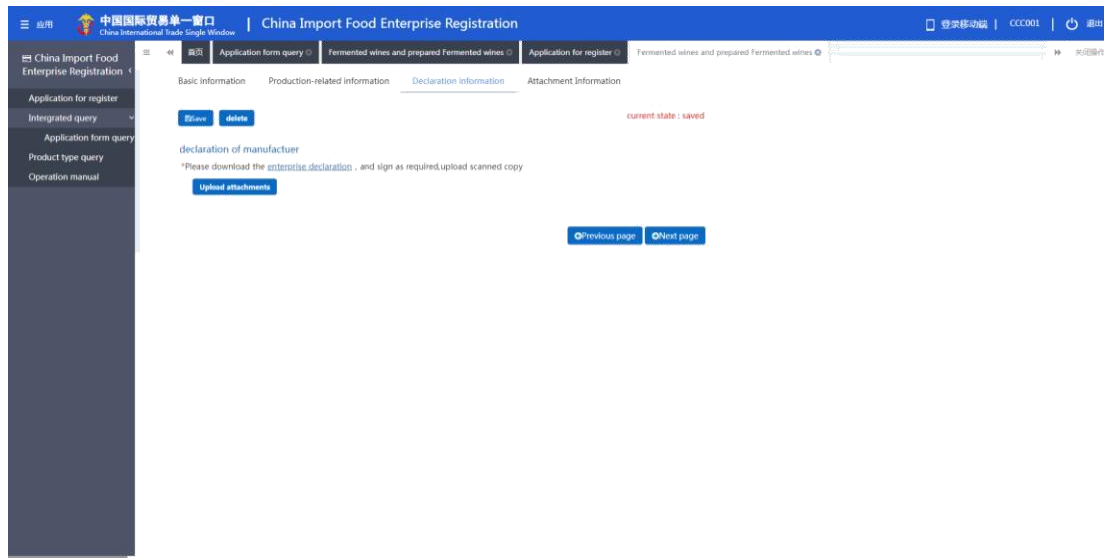 应用
中国国际贸易单一窗口
China International Trade Single Window
China Import Food Enterprise Registration
登录移动端
CCC001
退出
China Import Food
Enterprise Registration
Application for register
Intergrated query
Application form query
Product type query
Operation manual
首页 Application form query Fermented wines and prepared Fermented wines Application for register Fermented wines and prepared Fermented wines 关闭操作
Basic information Production-related information Declaration information Attachment Information
Save delete
current state : saved
declaration of manufactuer
*Please download the enterprise declaration , and sign as required,upload scanned copy
Upload attachments
Previous page Next page